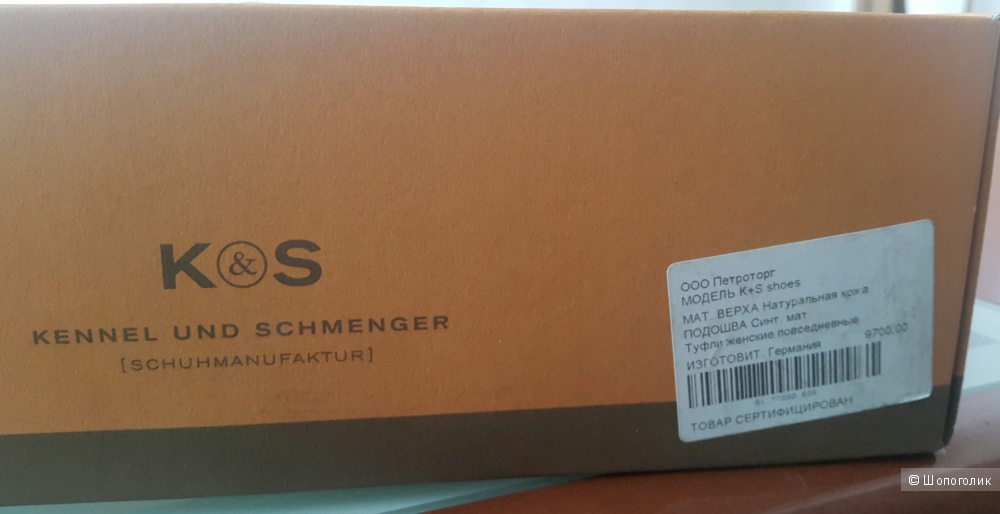 K&S
KENNEL UND SCHMENGER
[SCHUHMANUFAKTUR]
ООО Петроторг
МОДЕЛЬ K+S shoes
МАТ. ВЕРХА Натуральная кожа
ПОДОШВА Синт. мат
Туфли женские повседневные
ИЗГОТОВИТ. Германия 9700.00
ТОВАР СЕРТИФИЦИРОВАН
© Шопоголик